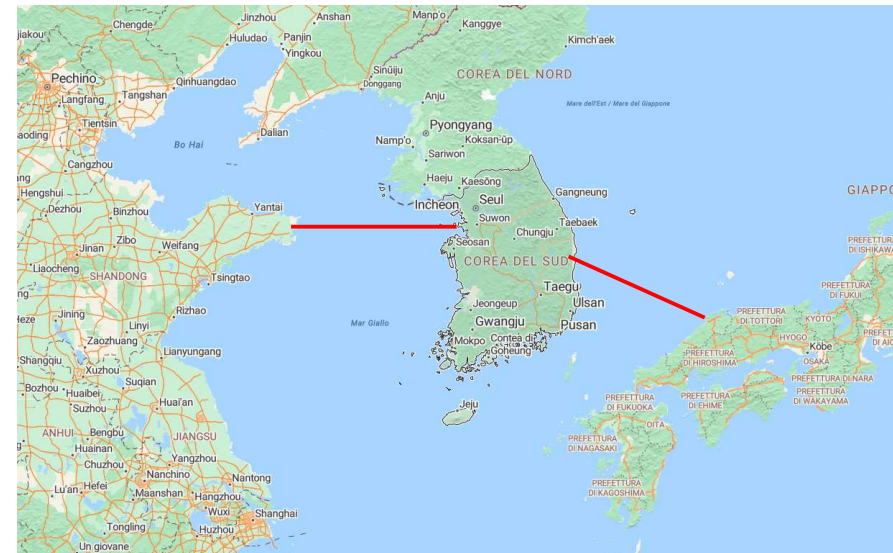 Jinzhou
Anshan
Manp'o
Kanggye
Chengde
jiakou
Huludao
Panjin
Yingkou
Kimch'aek
Pechino
Qinhuangdao
Sinŭiju
Donggang
COREA DEL NORD
Langfang
Tangshan
Anju
Mare dell'Est / Mare del Giappone
Tientsin
aoding
Dalian
Pyongyang
Bo Hai
Namp'o
Koksan-ŭp
Sariwon
Cangzhou
ng
Haeju
Kaesŏng
Hengshui
Gangneung
GIAPPO
Dezhou
Binzhou
Yantai
Incheon
Seul
Suwon
Taebaek
Chungju
Jinan
Zibo
Weifang
Seosan
PREFETTURA
DI ISHIKAWA
Liaocheng
SHANDONG
COREA DEL SUD
Tsingtao
PREFETTURA
DI FUKUI
ng
Taegu
Jining
Rizhao
Jeongeup
Ulsan
PREFETTURA
DI TOTTORI
KYOTO
Heze
Linyi
Mar Giallo
Gwangju
Pusan
PREFET
DI AIC
Zaozhuang
Mokpo
Contea di
Goheung
HYOGO
Kōbe
Shangqiu
Lianyungang
PREFETTURA
DI HIROSHIMA
OSAKA
Xuzhou
Suqian
PREFETTURA DI NARA
Bozhou
Huaibei
Huai'an
Jeju
PREFETTURA
DI FUKUOKA
PREFETTURA
DI EHIME
PREFETTURA
DI WAKAYAMA
Suzhou
OITA
ANHUI
Bengbu
JIANGSU
PREFETTURA
DI NAGASAKI
Huainan
Yangzhou
Chuzhou
Nanchino
Nantong
Lu'an
Hefei
Maanshan
Hangzhou
PREFETTURA
DI KAGOSHIMA
Wuxi
Shanghai
Tongling
Huzhou
Un giovane